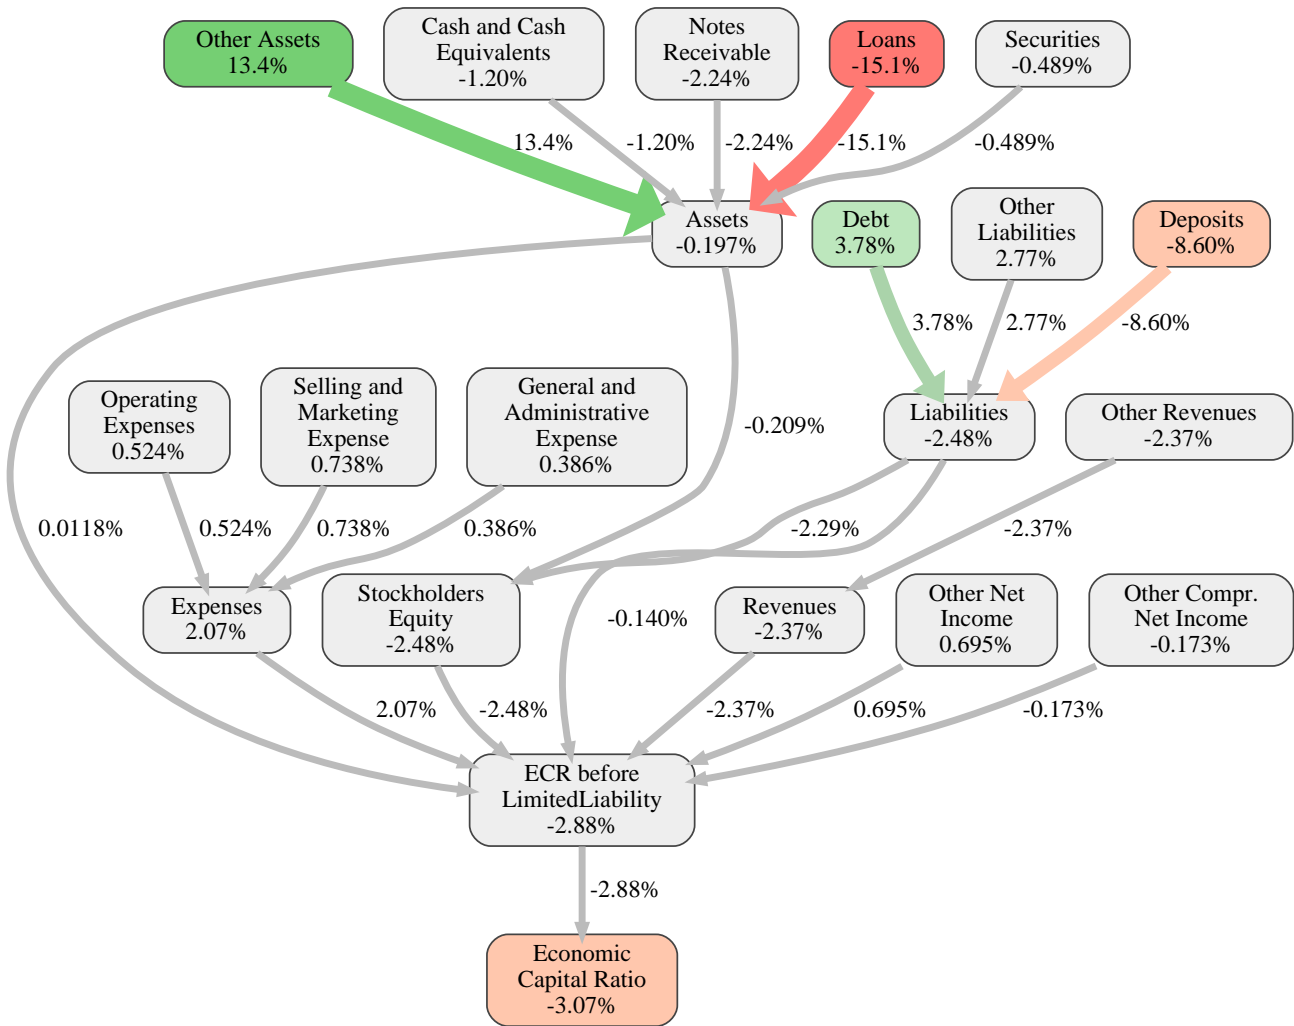 Other Assets
13.4%
Cash and Cash
Equivalents
-1.20%
Notes
Receivable
-2.24%
Loans
-15.1%
Securities
-0.489%
13.4%
-1.20%
-2.24%
-15.1%
-0.489%
Assets
-0.197%
Debt
3.78%
Other
Liabilities
2.77%
Deposits
-8.60%
3.78%
2.77%
-8.60%
Operating
Expenses
0.524%
Selling and
Marketing
Expense
0.738%
General and
Administrative
Expense
0.386%
-0.209%
Liabilities
-2.48%
Other Revenues
-2.37%
0.0118%
0.524%
0.738%
0.386%
-2.29%
-2.37%
Expenses
2.07%
Stockholders
Equity
-2.48%
-0.140%
Revenues
-2.37%
Other Net
Income
0.695%
Other Compr.
Net Income
-0.173%
2.07%
-2.48%
-2.37%
0.695%
-0.173%
ECR before
LimitedLiability
-2.88%
-2.88%
Economic
Capital Ratio
-3.07%